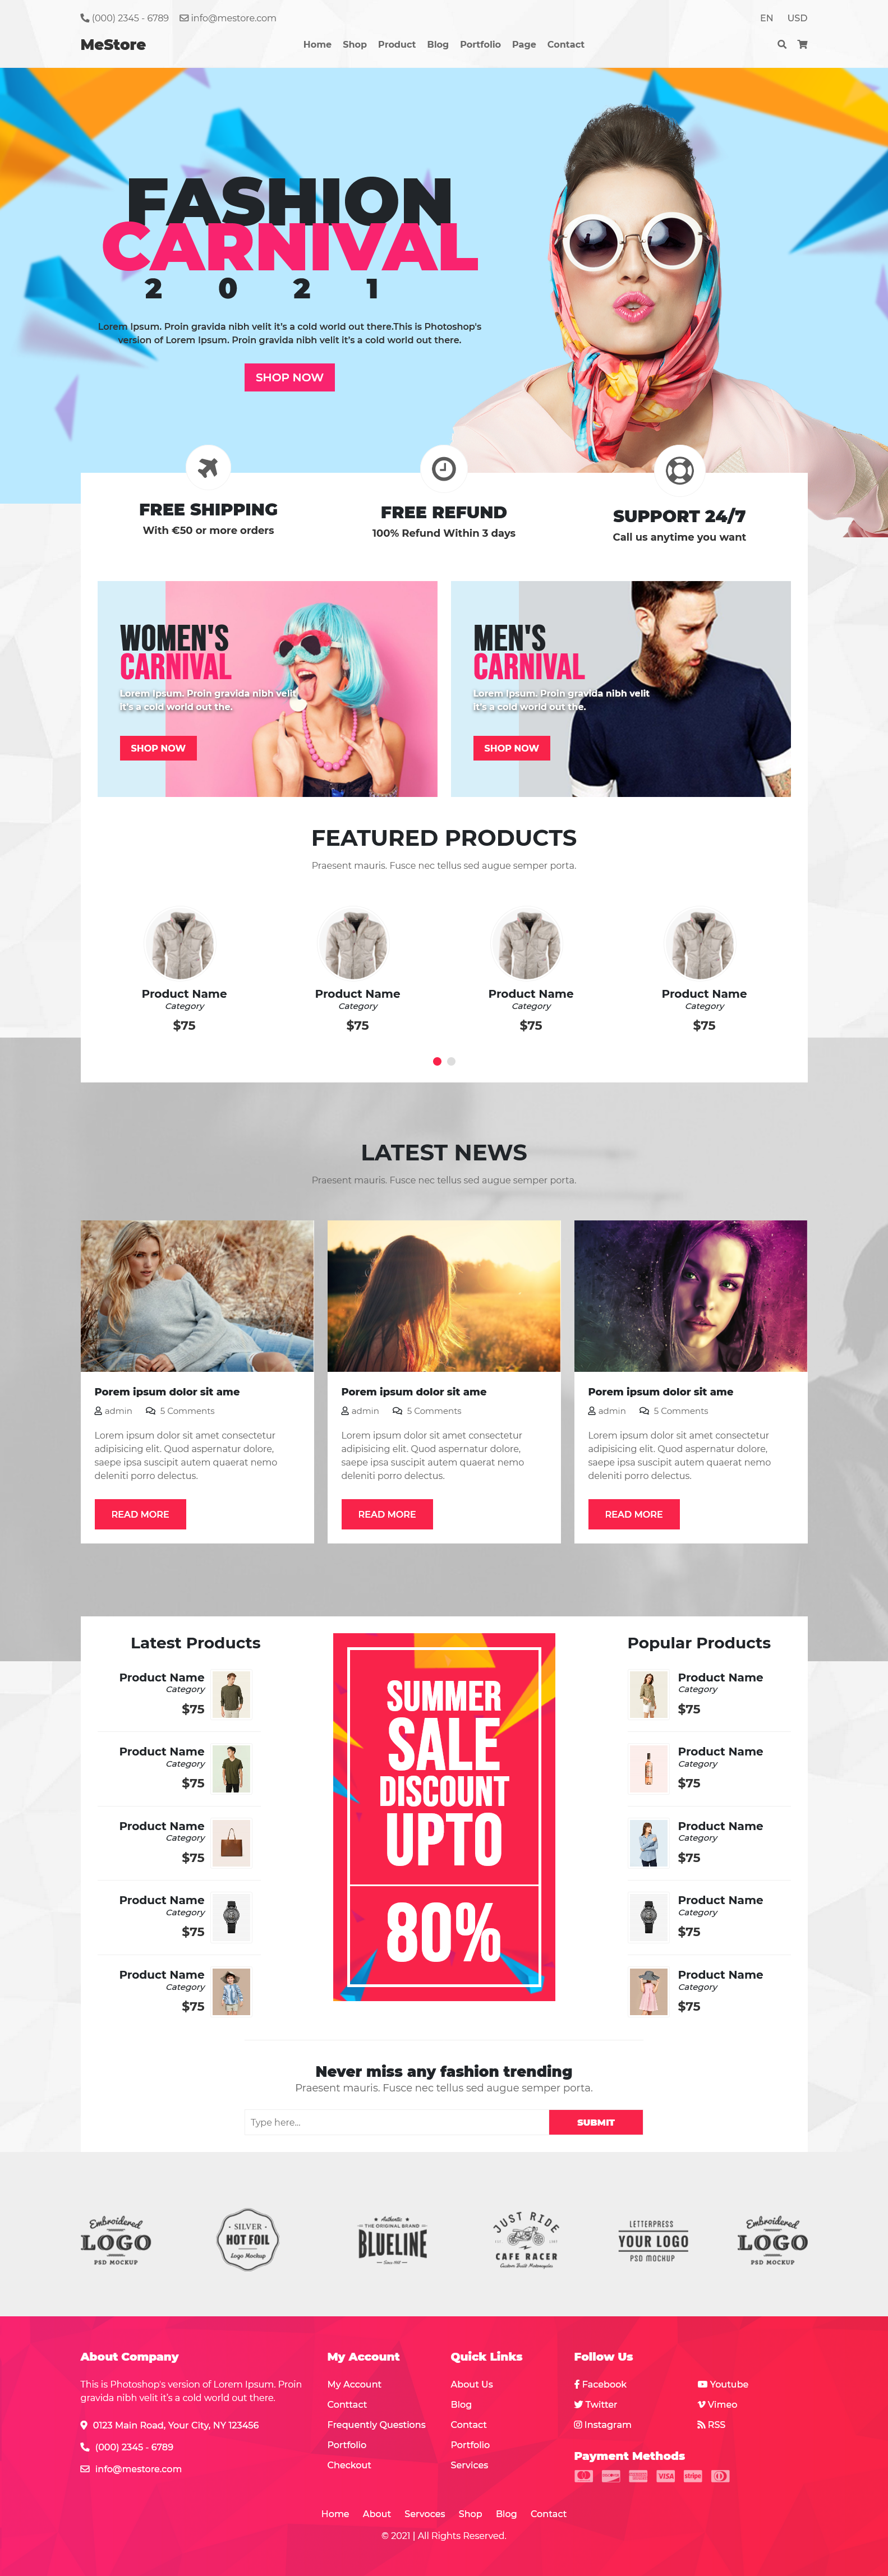 (000) 2345 - 6789 info@mestore.com EN USD
MeStore Home Shop Product Blog Portfolio Page Contact
FASHION
CARNIVAL
2 0 2 1
Lorem Ipsum. Proin gravida nibh velit it's a cold world out there.This is Photoshop's
version of Lorem Ipsum. Proin gravida nibh velit it's a cold world out there.
SHOP NOW
FREE SHIPPING
With €50 or more orders
FREE REFUND
100% Refund Within 3 days
SUPPORT 24/7
Call us anytime you want
WOMEN'S
CARNIVAL
Lorem Ipsum. Proin gravida nibh velit
it's a cold world out the.
SHOP NOW
MEN'S
CARNIVAL
Lorem Ipsum. Proin gravida nibh velit
it's a cold world out the.
SHOP NOW
FEATURED PRODUCTS
Praesent mauris. Fusce nec tellus sed augue semper porta.
Product Name
Category
$75
Product Name
Category
$75
Product Name
Category
$75
Product Name
Category
$75
LATEST NEWS
Praesent mauris. Fusce nec tellus sed augue semper porta.
Porem ipsum dolor sit ame
admin 5 Comments
Lorem ipsum dolor sit amet consectetur
adipisicing elit. Quod aspernatur dolore,
saepe ipsa suscipit autem quaerat nemo
deleniti porro delectus.
READ MORE
Porem ipsum dolor sit ame
admin 5 Comments
Lorem ipsum dolor sit amet consectetur
adipisicing elit. Quod aspernatur dolore,
saepe ipsa suscipit autem quaerat nemo
deleniti porro delectus.
READ MORE
Porem ipsum dolor sit ame
admin 5 Comments
Lorem ipsum dolor sit amet consectetur
adipisicing elit. Quod aspernatur dolore,
saepe ipsa suscipit autem quaerat nemo
deleniti porro delectus.
READ MORE
Latest Products
Product Name
Category
$75
Product Name
Category
$75
Product Name
Category
$75
Product Name
Category
$75
Product Name
Category
$75
SUMMER
SALE
DISCOUNT
UPTO
80%
Popular Products
Product Name
Category
$75
Product Name
Category
$75
Product Name
Category
$75
Product Name
Category
$75
Product Name
Category
$75
Never miss any fashion trending
Praesent mauris. Fusce nec tellus sed augue semper porta.
Type here...
SUBMIT
Embroidered
LOGO
PSD MOCKUP
SILVER
HOT FOIL
Logo Mockup
Authentic
THE ORIGINAL BRAND
BLUELINE
JUST RIDE
CAFE RACER
Custom Built Motorcycles
LETTERPRESS
YOUR LOGO
PSD MOCKUP
Embroidered
LOGO
PSD MOCKUP
About Company
This is Photoshop's version of Lorem Ipsum. Proin
gravida nibh velit it's a cold world out there.
0123 Main Road, Your City, NY 123456
(000) 2345 - 6789
info@mestore.com
My Account
My Account
Conttact
Frequently Questions
Portfolio
Checkout
Quick Links
About Us
Blog
Contact
Portfolio
Services
Follow Us
Facebook Youtube
Twitter Vimeo
Instagram RSS
Payment Methods
VISA stripe
Home About Servoces Shop Blog Contact
© 2021 | All Rights Reserved.